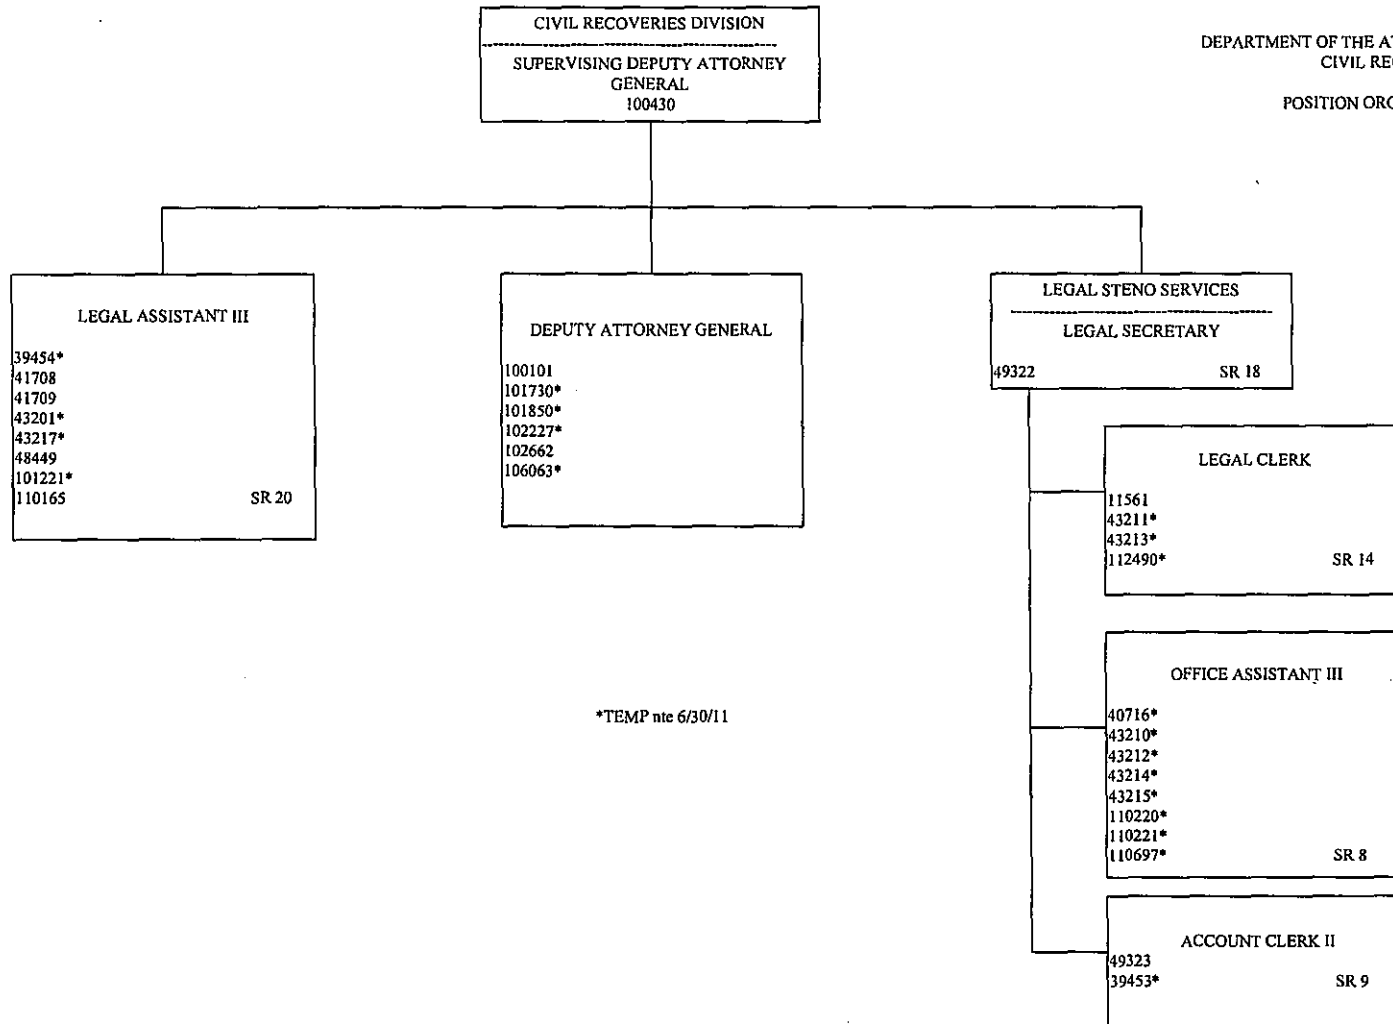 CIVIL RECOVERIES DIVISION
SUPERVISING DEPUTY ATTORNEY
GENERAL
100430
DEPARTMENT OF THE
CIVIL
POSITION
LEGAL ASSISTANT III
39454*
41708
41709
43201*
43217*
48449
101221*
110165 SR 20
DEPUTY ATTORNEY GENERAL
100101
101730*
101850*
102227*
102662
106063*
LEGAL STENO SERVICES
LEGAL SECRETARY
49322 SR 18
LEGAL CLERK
11561
43211*
43213*
112490* SR 14
OFFICE ASSISTANT III
40716*
43210*
43212*
43214*
43215*
110220*
110221*
110697* SR 8
*TEMP nte 6/30/11
ACCOUNT CLERK II
49323
39453* SR 9